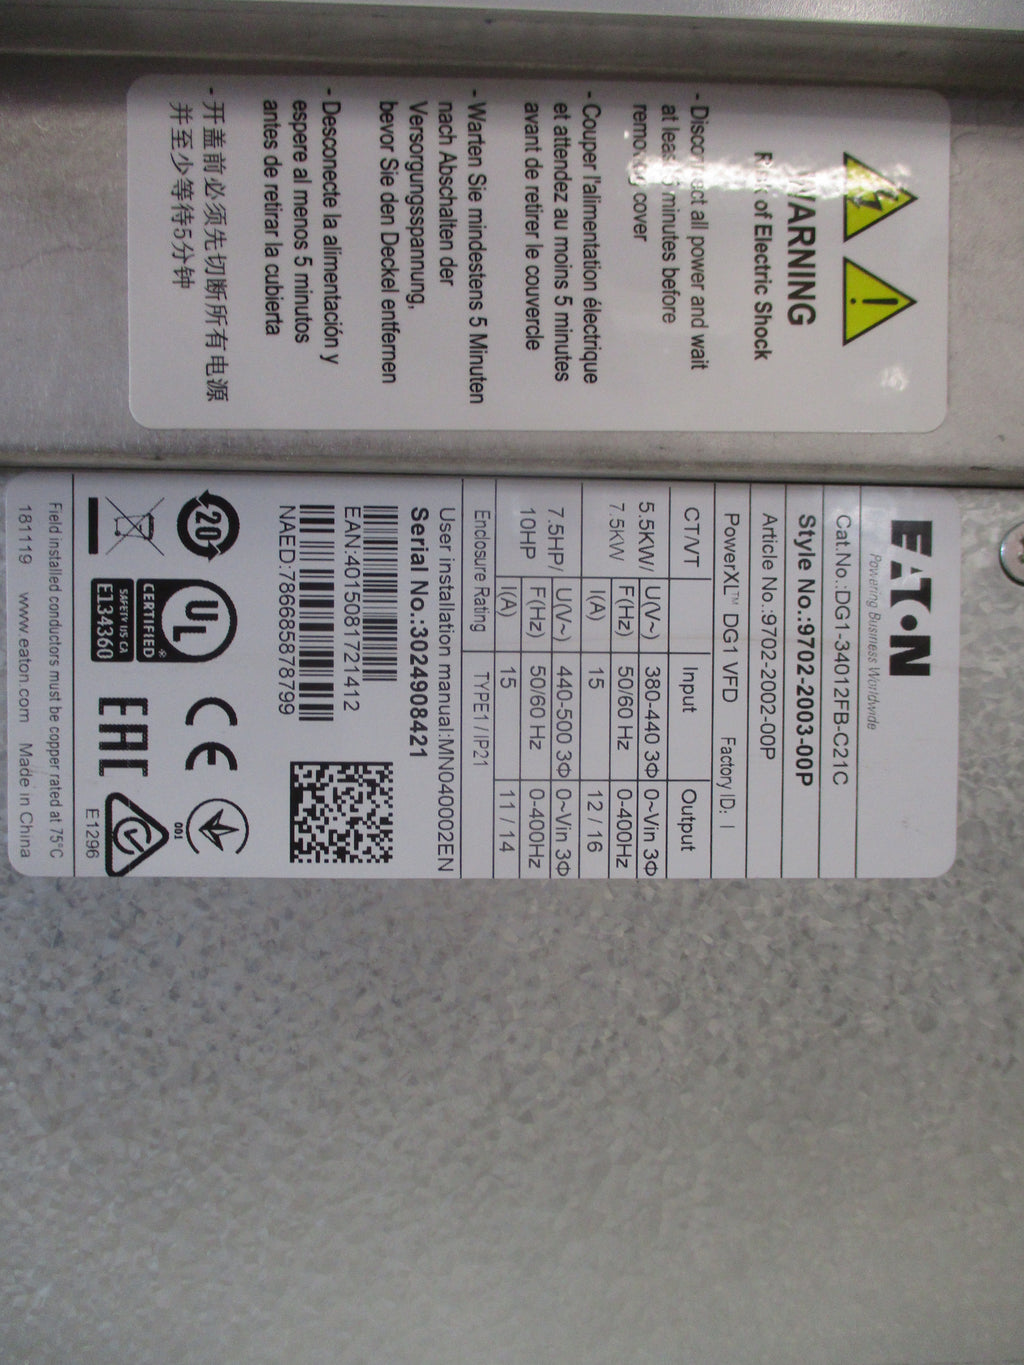 WARNING
Risk of Electric Shock
- Disconnect all power and wait
at least 5 minutes before
removing cover
- Couper l'alimentation électrique
et attendez au moins 5 minutes
avant de retirer le couvercle
- Warten Sie mindestens 5 Minuten
nach Abschalten der
Versorgungsspannung,
bevor Sie den Deckel entfernen
- Desconecte la alimentación y
espere al menos 5 minutos
antes de retirar la cubierta
- 开盖前必须先切断所有电源
并至少等待5分钟
EATON
Powering Business Worldwide
Cat.No.:DG1-34012FB-C21C
Style No.:9702-2003-00P
Article No.:9702-2002-00P
PowerXL™ DG1 VFD Factory ID: I
CT/VT Input Output
5.5KW/ U(V~) 380-440 3Φ 0~Vin 3Φ
7.5KW F(Hz) 50/60 Hz 0-400Hz
I(A) 15 12 / 16
7.5HP/ U(V~) 440-500 3Φ 0~Vin 3Φ
10HP F(Hz) 50/60 Hz 0-400Hz
I(A) 15 11 / 14
Enclosure Rating TYPE1 / IP21
User installation manual:MN040002EN
Serial No.:3024908421
EAN:4015081721412
NAED:786685878799
20
UL
CERTIFIED
SAFETY US CA
E134360
®
CE
001
EAC
E1296
Field installed conductors must be copper rated at 75°C
181119 www.eaton.com Made in China